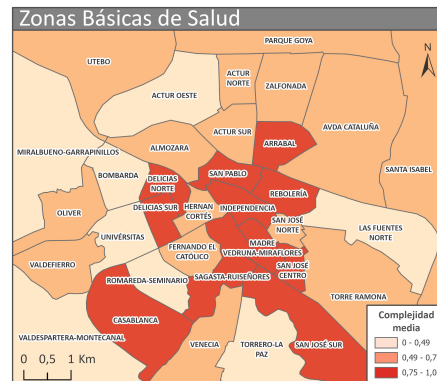 Zonas Básicas de Salud
PARQUE GOYA
N
UTEBO
ACTUR
NORTE
ZALFONADA
ACTUR OESTE
ACTUR SUR
AVDA CATALUÑA
ARRABAL
ALMOZARA
MIRALBUENO-GARRAPINILLOS
SANTA ISABEL
BOMBARDA
SAN PABLO
DELICIAS
NORTE
REBOLERÍA
OLIVER
DELICIAS SUR
HERNAN
CORTÉS
INDEPENDENCIA
SAN JOSÉ
NORTE
LAS FUENTES
NORTE
UNIVÉRSITAS
FERNANDO EL
CATÓLICO
MADRE
VEDRUNA-MIRAFLORES
VALDEFIERRO
SAN JOSÉ
CENTRO
ROMAREDA-SEMINARIO
SAGASTA-RUISEÑORES
TORRE RAMONA
CASABLANCA
VALDESPARTERA-MONTECANAL
VENECIA
TORRERO-LA
PAZ
SAN JOSÉ SUR
Complejidad
media
0 - 0,49
0,49 - 0,7
0,75 - 1,0
0 0,5 1 Km